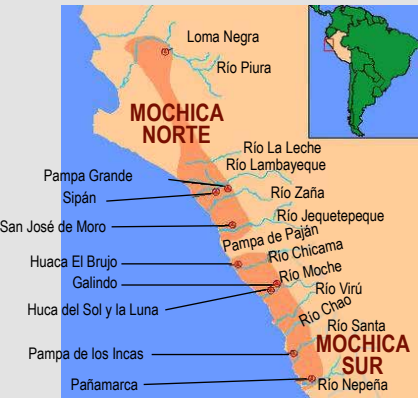 Loma Negra
Río Piura
MOCHICA
NORTE
Río La Leche
Río Lambayeque
Pampa Grande
Sipán
Río Zaña
Río Jequetepeque
San José de Moro
Pampa de Paján
Río Chicama
Huaca El Brujo
Río Moche
Galindo
Río Virú
Huca del Sol y la Luna
Río Chao
Río Santa
MOCHICA
SUR
Pampa de los Incas
Pañamarca
Río Nepeña